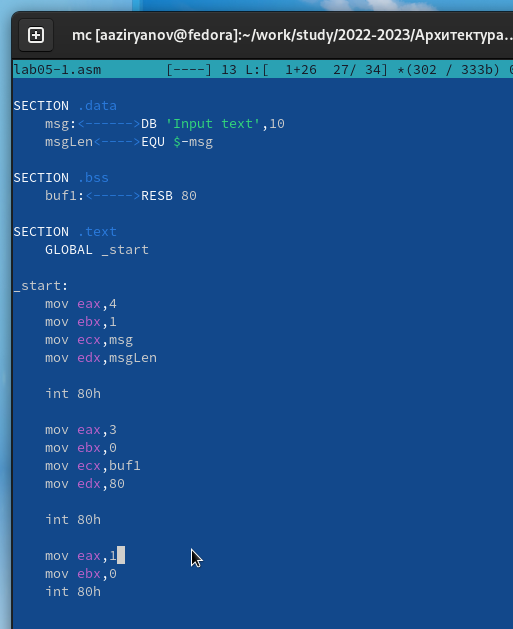 mc [aaziryanov@fedora]:~/work/study/2022-2023/Архитектура…
lab05-1.asm [----] 13 L:[ 1+26 27/ 34] *(302 / 333b)
SECTION .data
msg:<------>DB 'Input text',10
msgLen<---->EQU $-msg
SECTION .bss
buf1:<----->RESB 80
SECTION .text
GLOBAL _start
_start:
mov eax,4
mov ebx,1
mov ecx,msg
mov edx,msgLen
int 80h
mov eax,3
mov ebx,0
mov ecx,buf1
mov edx,80
int 80h
mov eax,1
mov ebx,0
int 80h